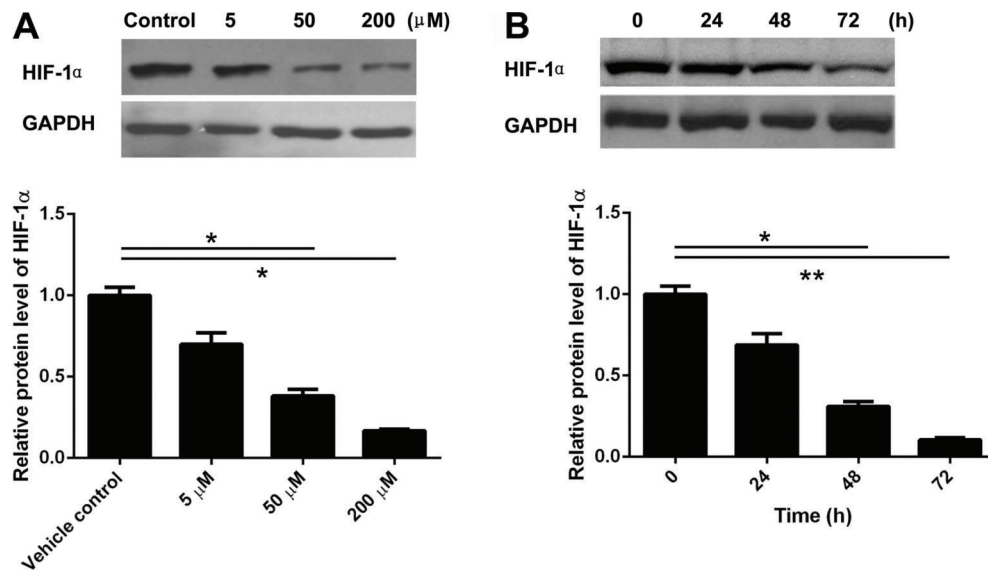 A
Control 5 50 200 (μM)
HIF-1α
GAPDH
Relative protein level of HIF-1α
1.5
1.0
0.5
0.0
*
*
Vehicle control
5 μM
50 μM
200 μM
B
0 24 48 72 (h)
HIF-1α
GAPDH
Relative protein level of HIF-1α
1.5
1.0
0.5
0.0
*
**
0
24
48
72
Time (h)